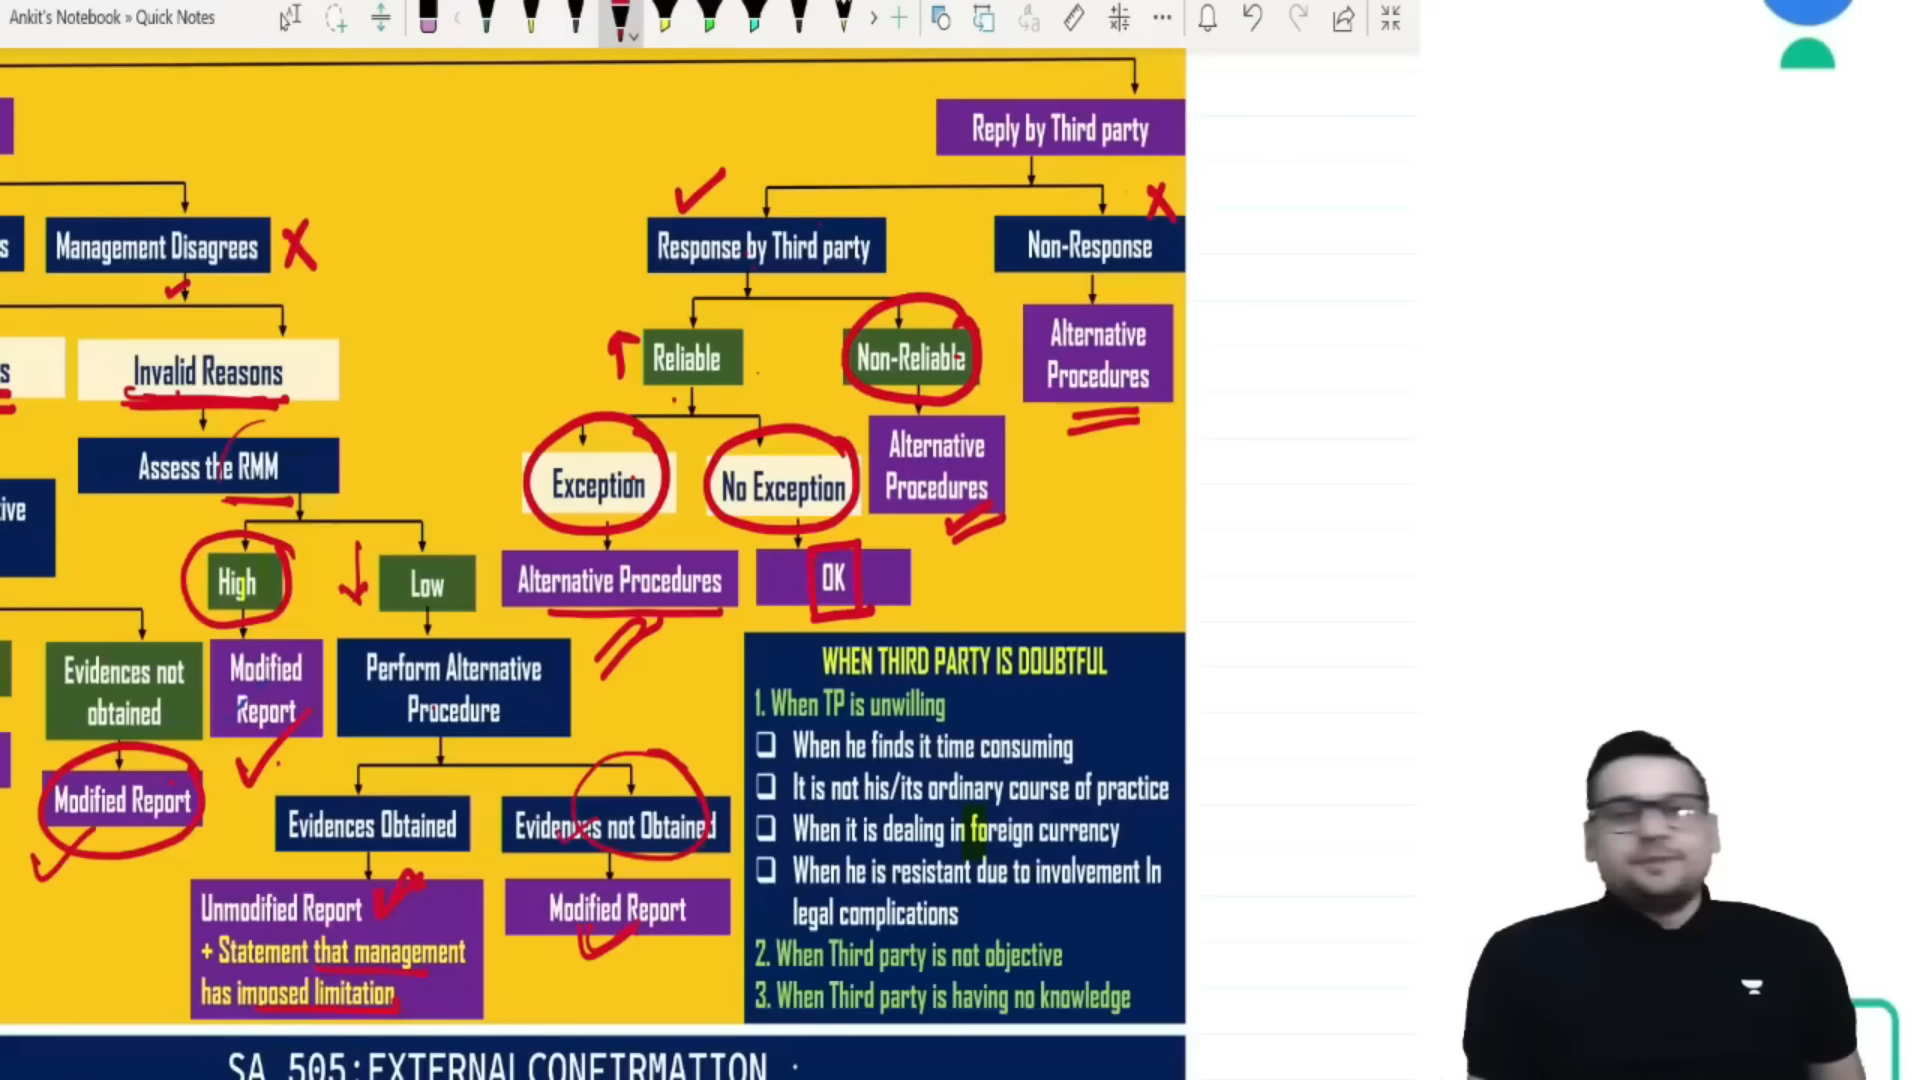 Ankit's Notebook » Quick Notes
Reply by Third party
Management Disagrees
Response by Third party
Non-Response
Invalid Reasons
Reliable
Non-Reliable
Alternative
Procedures
Assess the RMM
Exception
No Exception
Alternative
Procedures
High
Low
Alternative Procedures
OK
Evidences not
obtained
Modified
Report
Perform Alternative
Procedure
Modified Report
Evidences Obtained
Evidences not Obtained
Unmodified Report
+ Statement that management
has imposed limitation
Modified Report
WHEN THIRD PARTY IS DOUBTFUL
1. When TP is unwilling
When he finds it time consuming
It is not his/its ordinary course of practice
When it is dealing in foreign currency
When he is resistant due to involvement In
legal complications
2. When Third party is not objective
3. When Third party is having no knowledge
SA 505:EXTERNALCONFIRMATION :